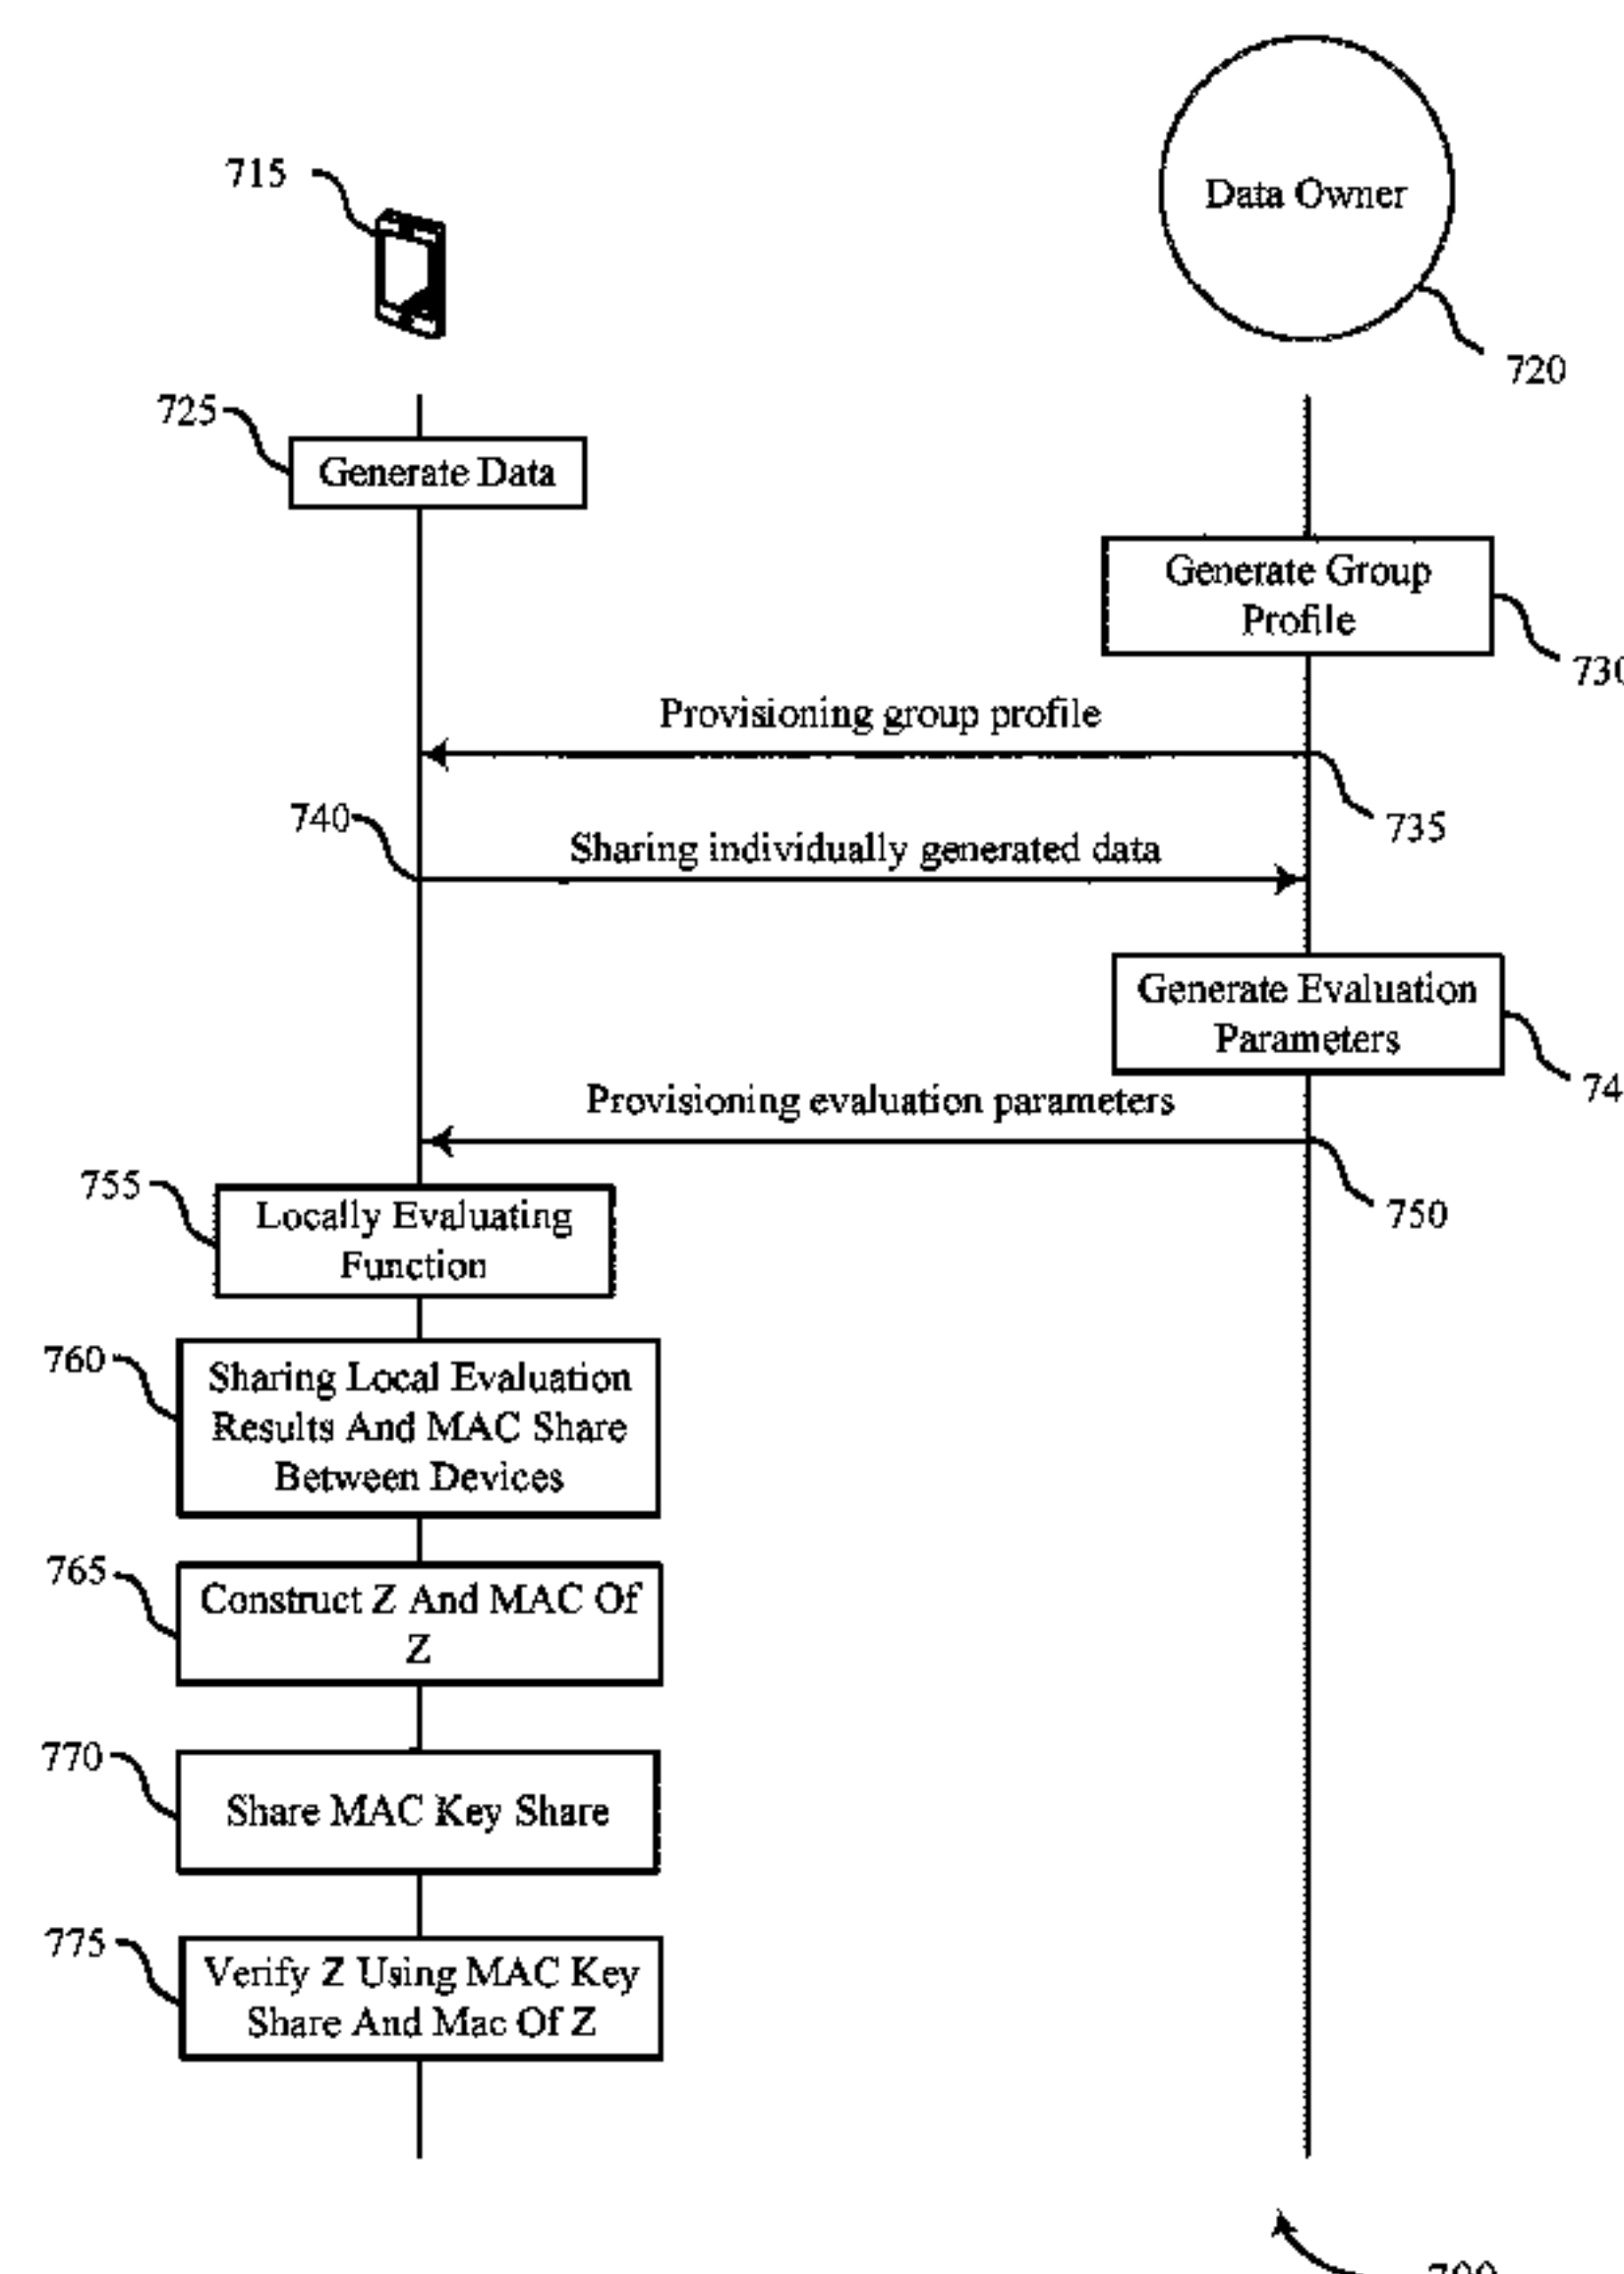 715
Data Owner
720
725
Generate Data
Generate Group
Profile
730
Provisioning group profile
735
740
Sharing individually generated data
Generate Evaluation
Parameters
74
Provisioning evaluation parameters
750
755
Locally Evaluating
Function
760
Sharing Local Evaluation
Results And MAC Share
Between Devices
765
Construct Z And MAC Of
Z
770
Share MAC Key Share
775
Verify Z Using MAC Key
Share And Mac Of Z